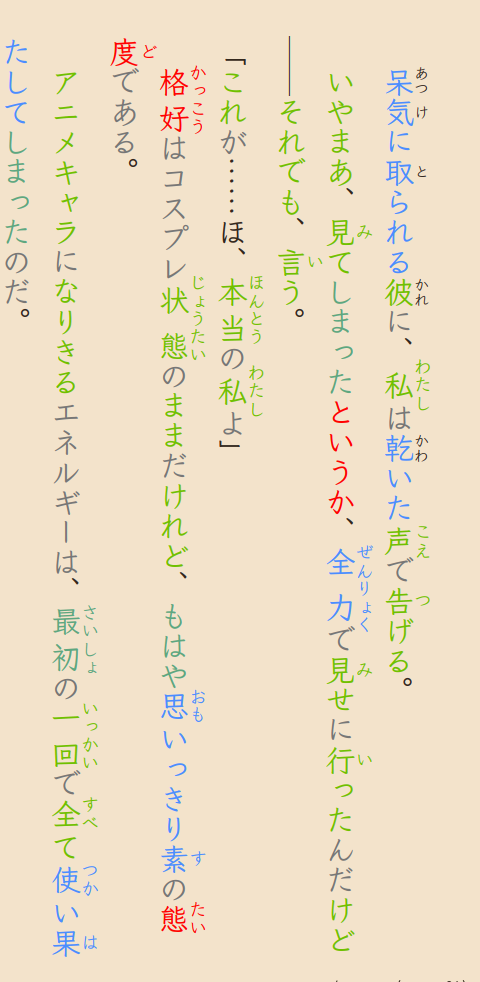 呆気に取られる彼に、私は乾いた声で告げる。
いやまあ、見てしまったというか、全力で見せに行ったんだけど
――それでも、言う。
「これが……ほ、本当の私よ」
格好はコスプレ状態のままだけれど、もはや思いっきり素の態
度である。
アニメキャラになりきるエネルギーは、最初の一回で全て使い果
たしてしまったのだ。